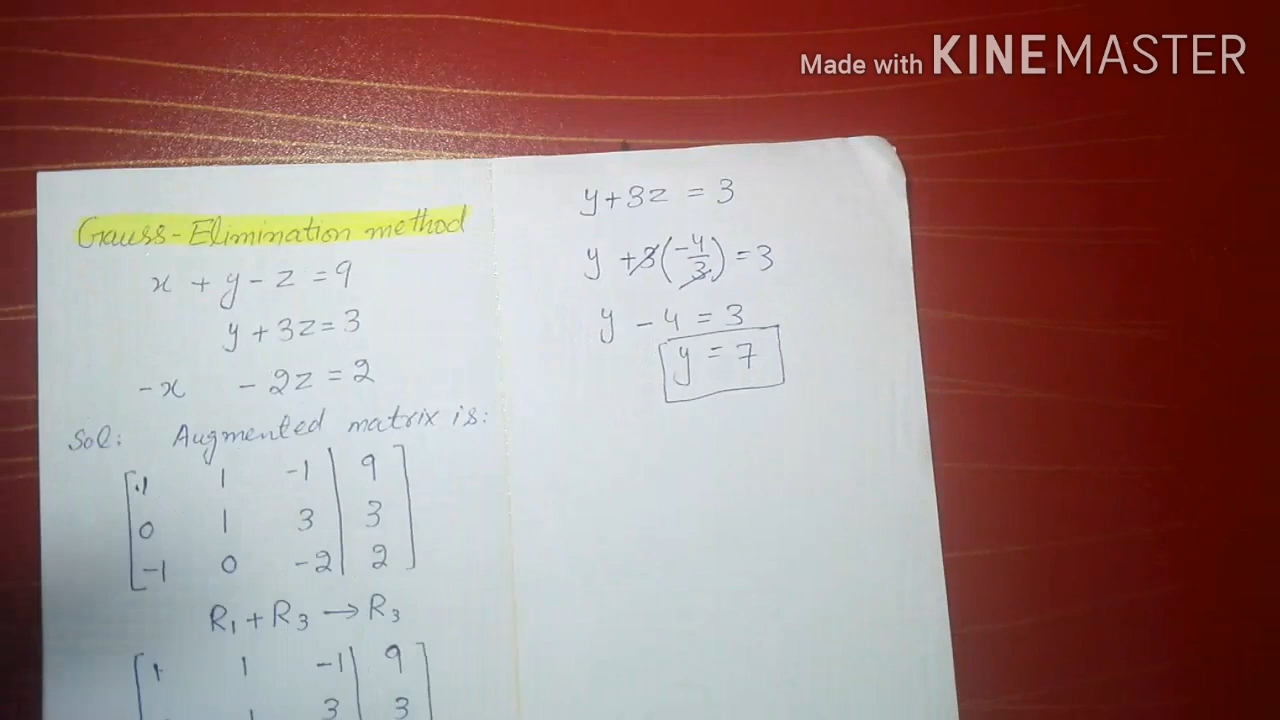 Made with KINEMASTER
Gauss-Elimination method
x + y - z = 9
y + 3z = 3
-x - 2z = 2
Sol: Augmented matrix is:
1 1 -1 | 9
0 1 3 | 3
-1 0 -2 | 2
R₁ + R₃ → R₃
1 1 -1 | 9
1 3 | 3
y + 3z = 3
y + 3(-4/3) = 3
y - 4 = 3
y = 7